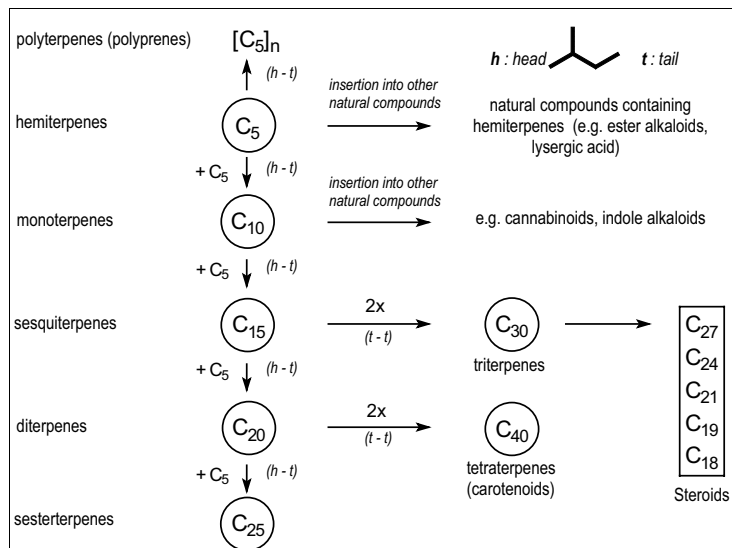 polyterpenes (polyprenes) [C5]n
h : head t : tail
(h - t)
insertion into other
natural compounds
hemiterpenes C5
natural compounds containing
hemiterpenes (e.g. ester alkaloids,
lysergic acid)
+ C5 (h - t)
insertion into other
natural compounds
monoterpenes C10 e.g. cannabinoids, indole alkaloids
+ C5 (h - t)
sesquiterpenes C15 2x (t - t) C30
triterpenes
+ C5 (h - t)
diterpenes C20 2x (t - t) C40
tetraterpenes
(carotenoids)
+ C5 (h - t)
sesterterpenes C25
C27
C24
C21
C19
C18
Steroids